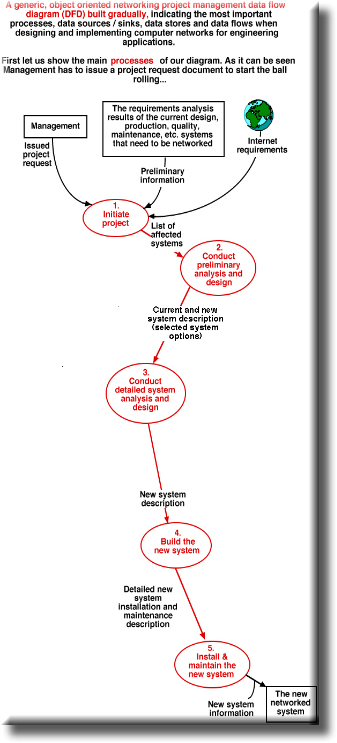 A generic, object oriented networking project management data flow
diagram (DFD) built gradually, indicating the most important
processes, data sources / sinks, data stores and data flows when
designing and implementing computer networks for engineering
applications.
First let us show the main processes of our diagram. As it can be seen
Management has to issue a project request document to start the ball
rolling...
Management
The requirements analysis
results of the current design,
production, quality,
maintenance, etc. systems
that need to be networked
Issued
project
request
Preliminary
information
Internet
requirements
1.
Initiate
project
List of
affected
systems
2.
Conduct
preliminary
analysis and
design
Current and new
system description
(selected system
options)
3.
Conduct
detailed system
analysis and
design
New system
description
4.
Build the
new system
Detailed new
system
installation and
maintenance
description
5.
Install &
maintain the
new system
New system
information
The new
networked
system